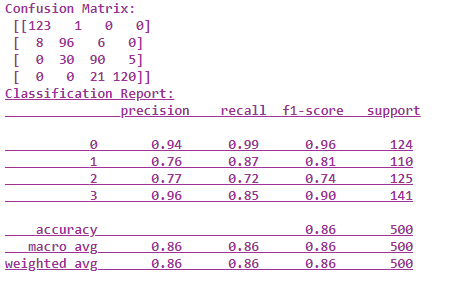 Confusion Matrix:
[[123 1 0 0]
[ 8 96 6 0]
[ 0 30 90 5]
[ 0 0 21 120]]
Classification Report:
precision recall f1-score support
0 0.94 0.99 0.96 124
1 0.76 0.87 0.81 110
2 0.77 0.72 0.74 125
3 0.96 0.85 0.90 141
accuracy 0.86 500
macro avg 0.86 0.86 0.86 500
weighted avg 0.86 0.86 0.86 500